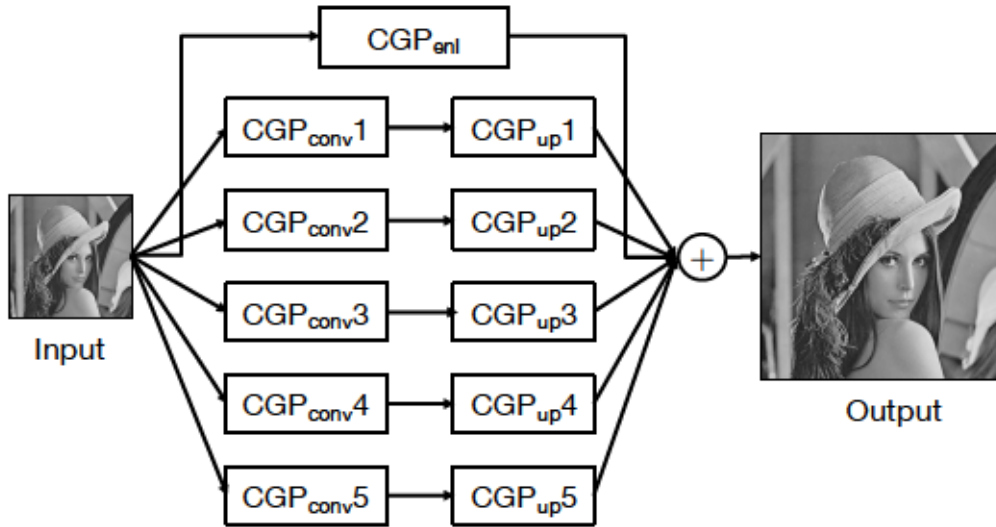 CGPenl
CGPconv1 CGPup1
CGPconv2 CGPup2
CGPconv3 CGPup3
CGPconv4 CGPup4
CGPconv5 CGPup5
+
Input
Output